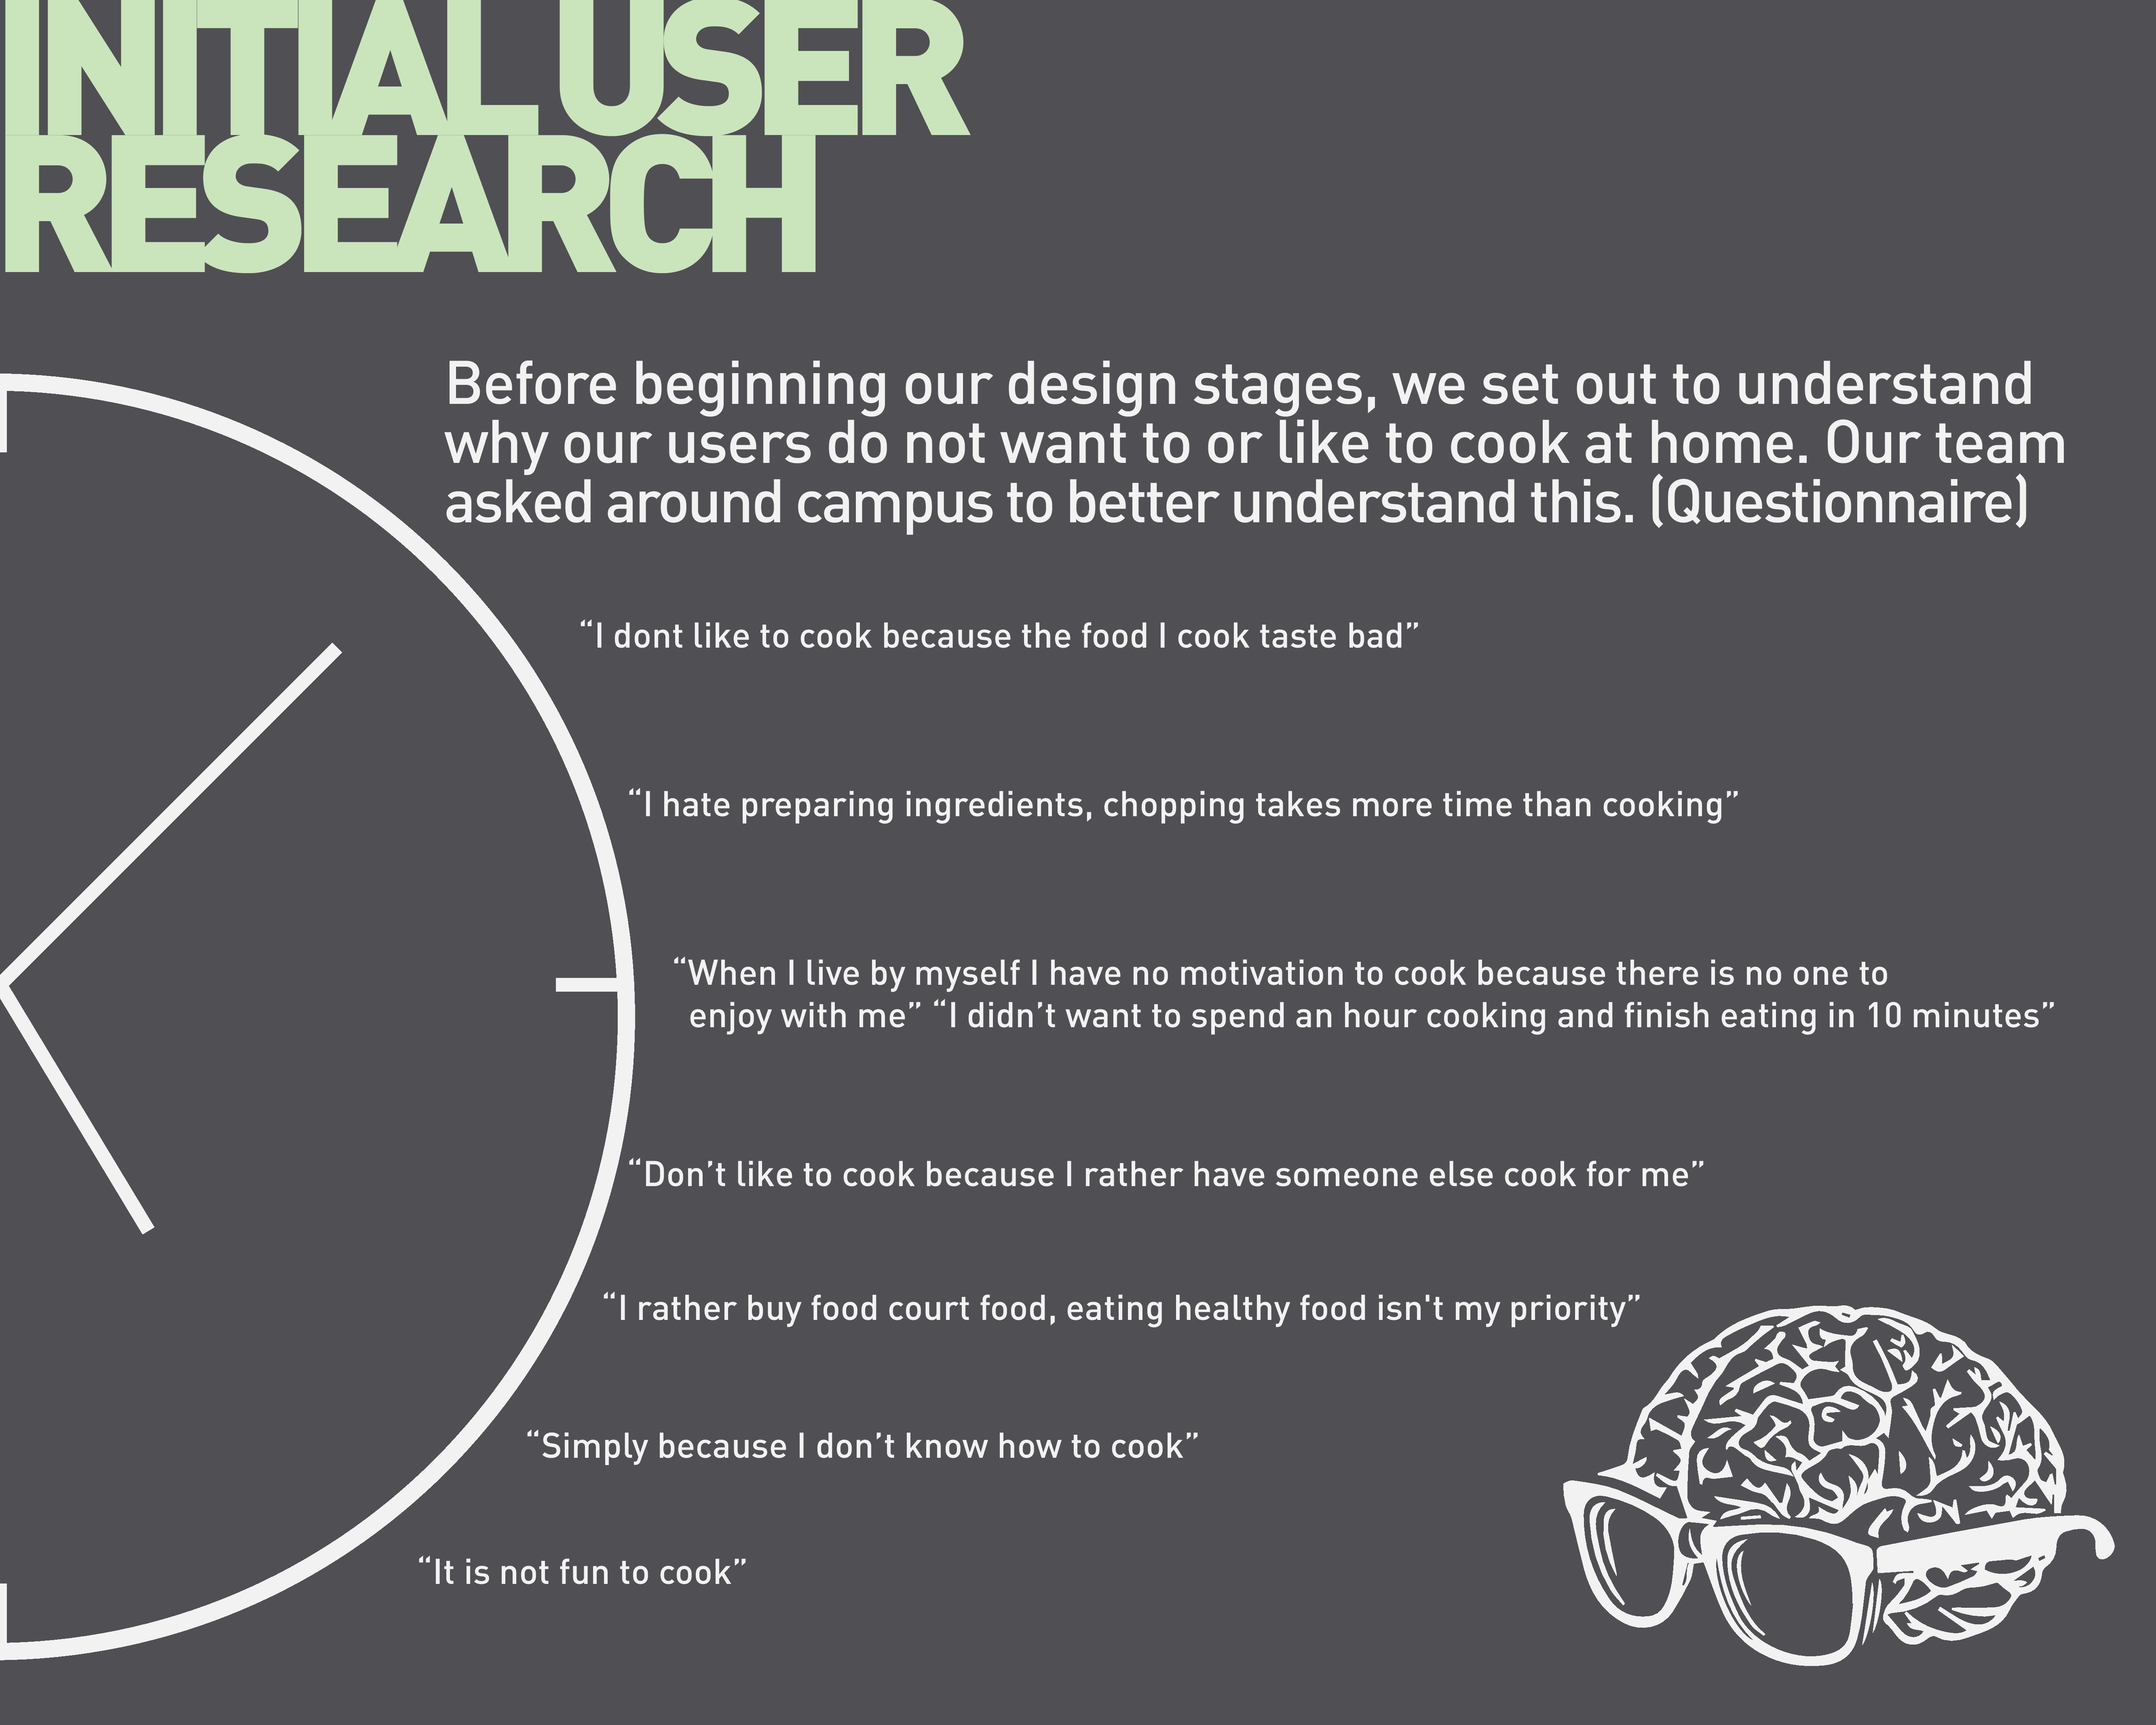 INITIAL USER
RESEARCH
Before beginning our design stages, we set out to understand
why our users do not want to or like to cook at home. Our team
asked around campus to better understand this. (Questionnaire)
“I dont like to cook because the food I cook taste bad”
“I hate preparing ingredients, chopping takes more time than cooking”
“When I live by myself I have no motivation to cook because there is no one to
enjoy with me” “I didn’t want to spend an hour cooking and finish eating in 10 minutes”
“Don’t like to cook because I rather have someone else cook for me”
“I rather buy food court food, eating healthy food isn't my priority”
“Simply because I don’t know how to cook”
“It is not fun to cook”